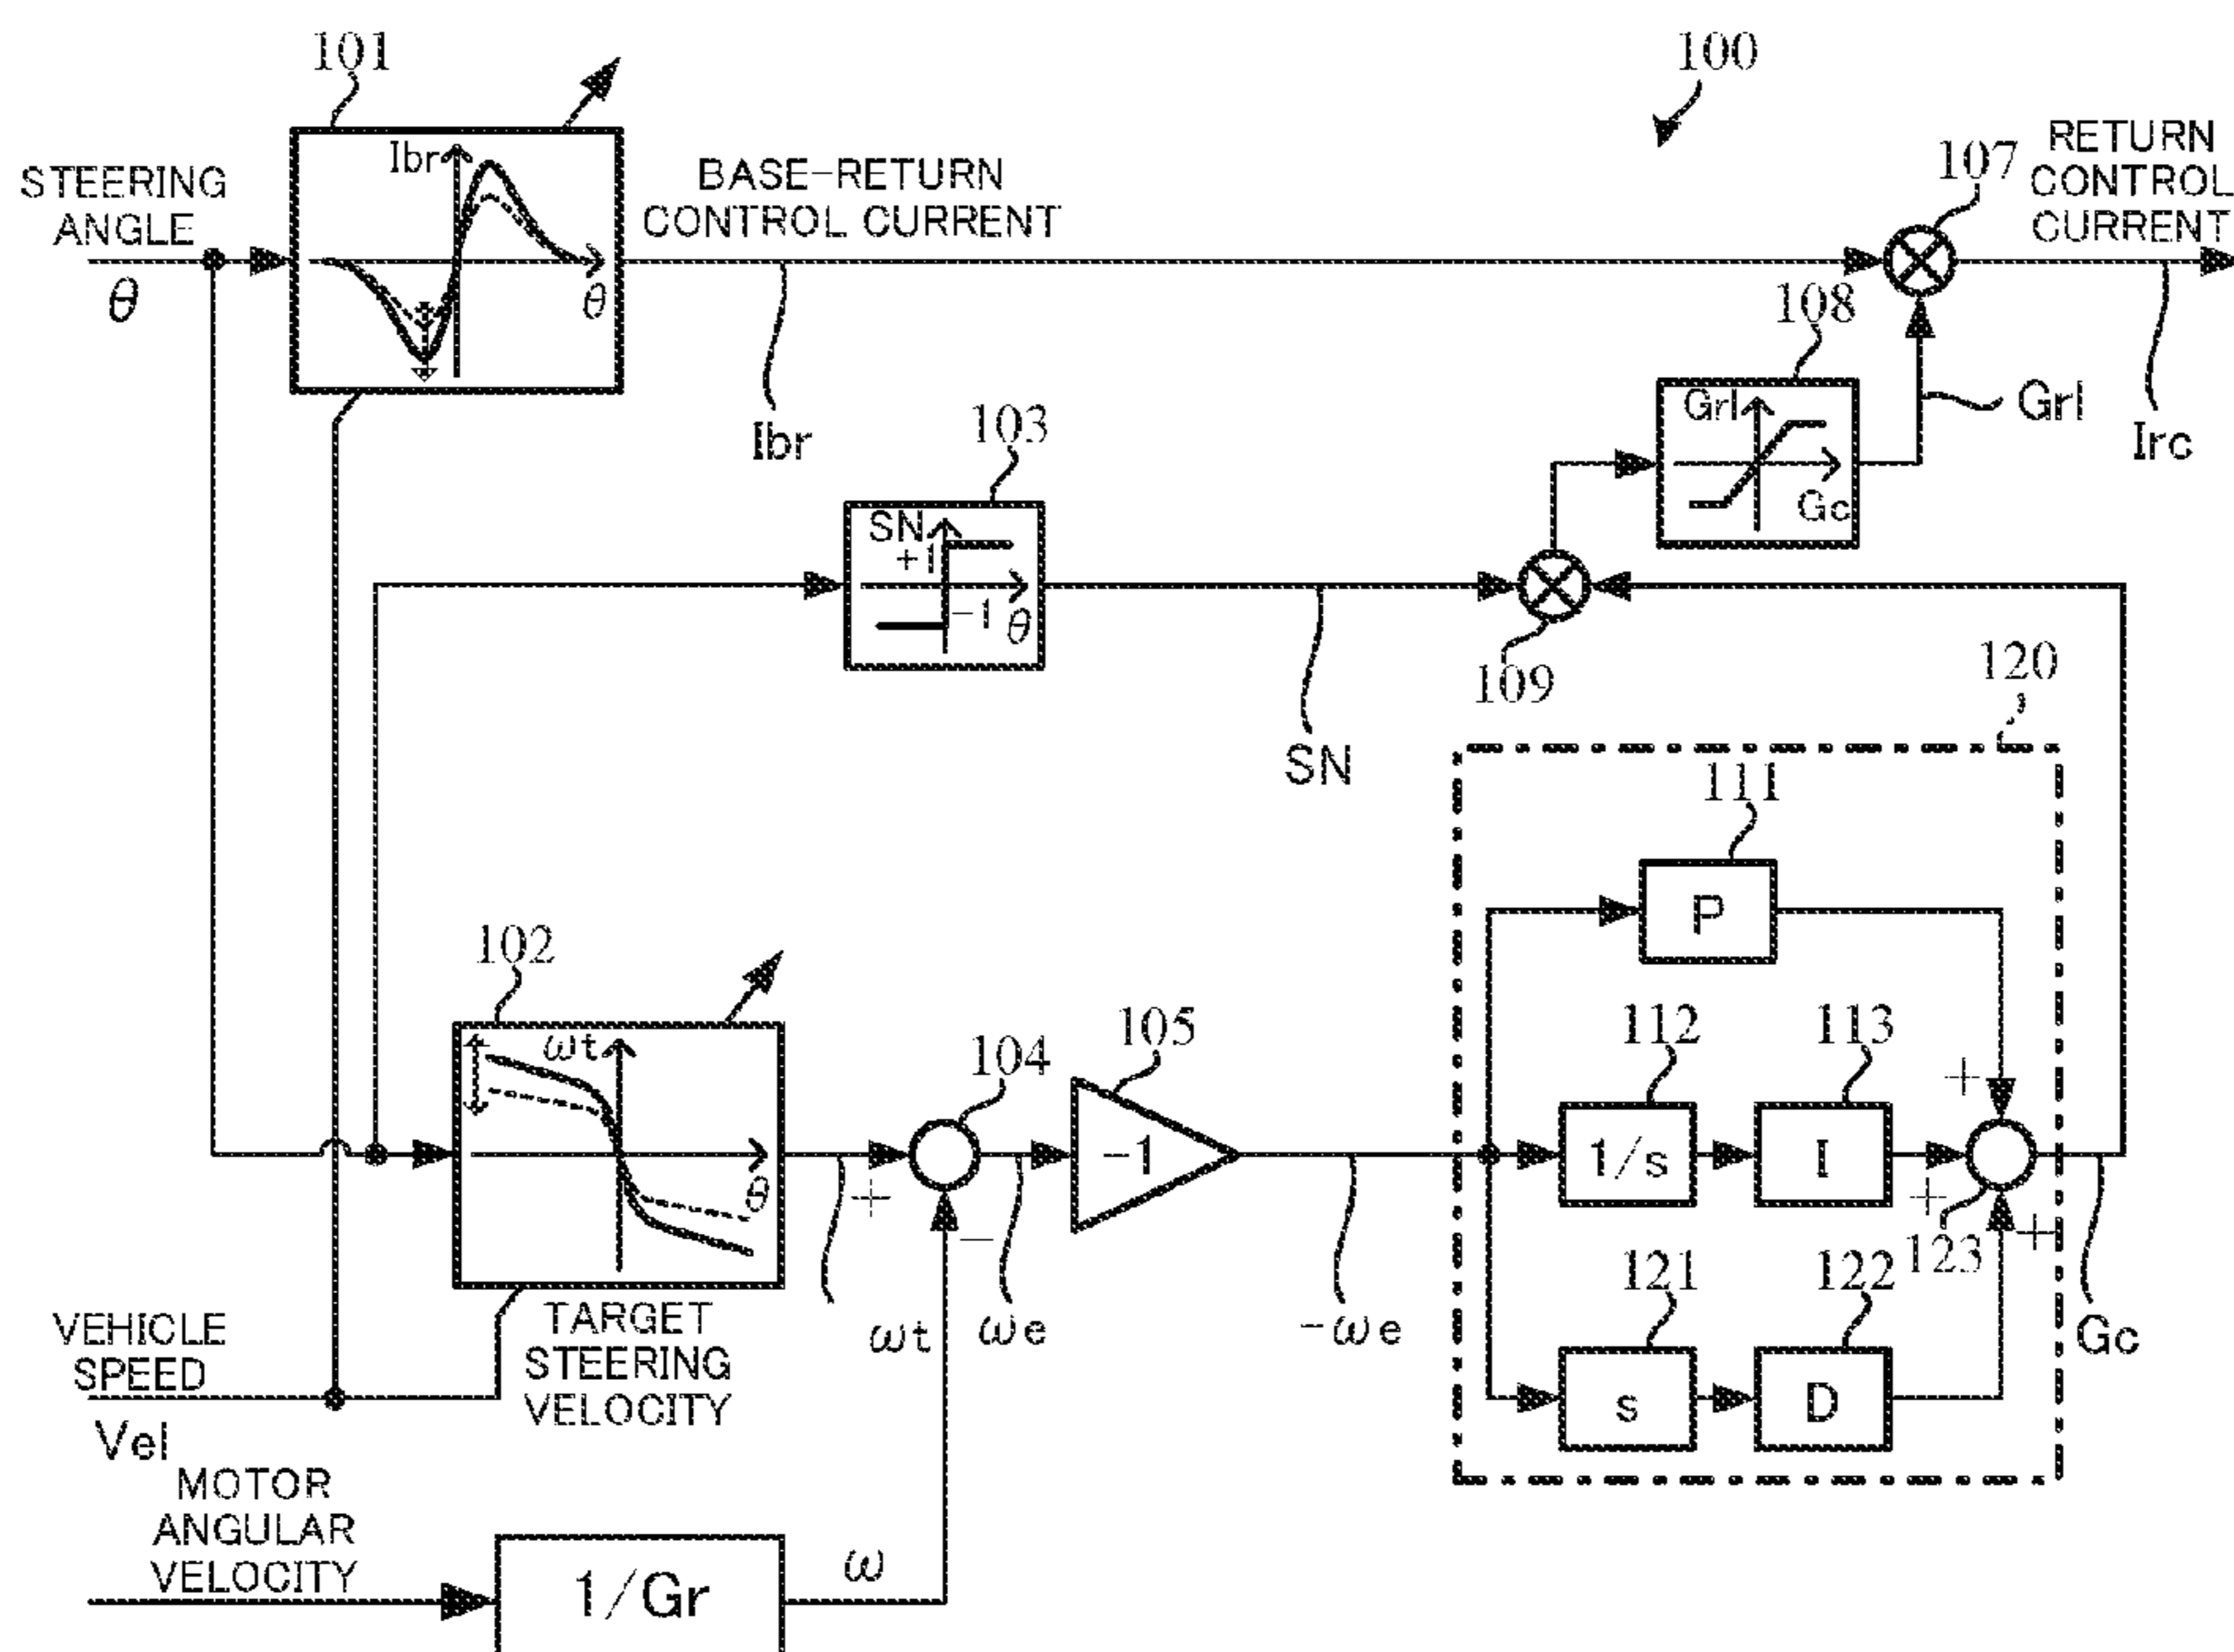 101
100
STEERING
ANGLE
θ
Ibr
θ
BASE-RETURN
CONTROL CURRENT
107
RETURN
CONTROL
CURRENT
Ibr
108
Grl
Gc
Grl
Irc
103
SN
+1
-1
θ
109
SN
120
111
P
102
ωt
θ
104
105
-1
112
113
1/s
I
+
+
+
123
121
122
s
D
Gc
+
-
ωt
ωe
-ωe
VEHICLE
SPEED
Vel
TARGET
STEERING
VELOCITY
MOTOR
ANGULAR
VELOCITY
1/Gr
ω